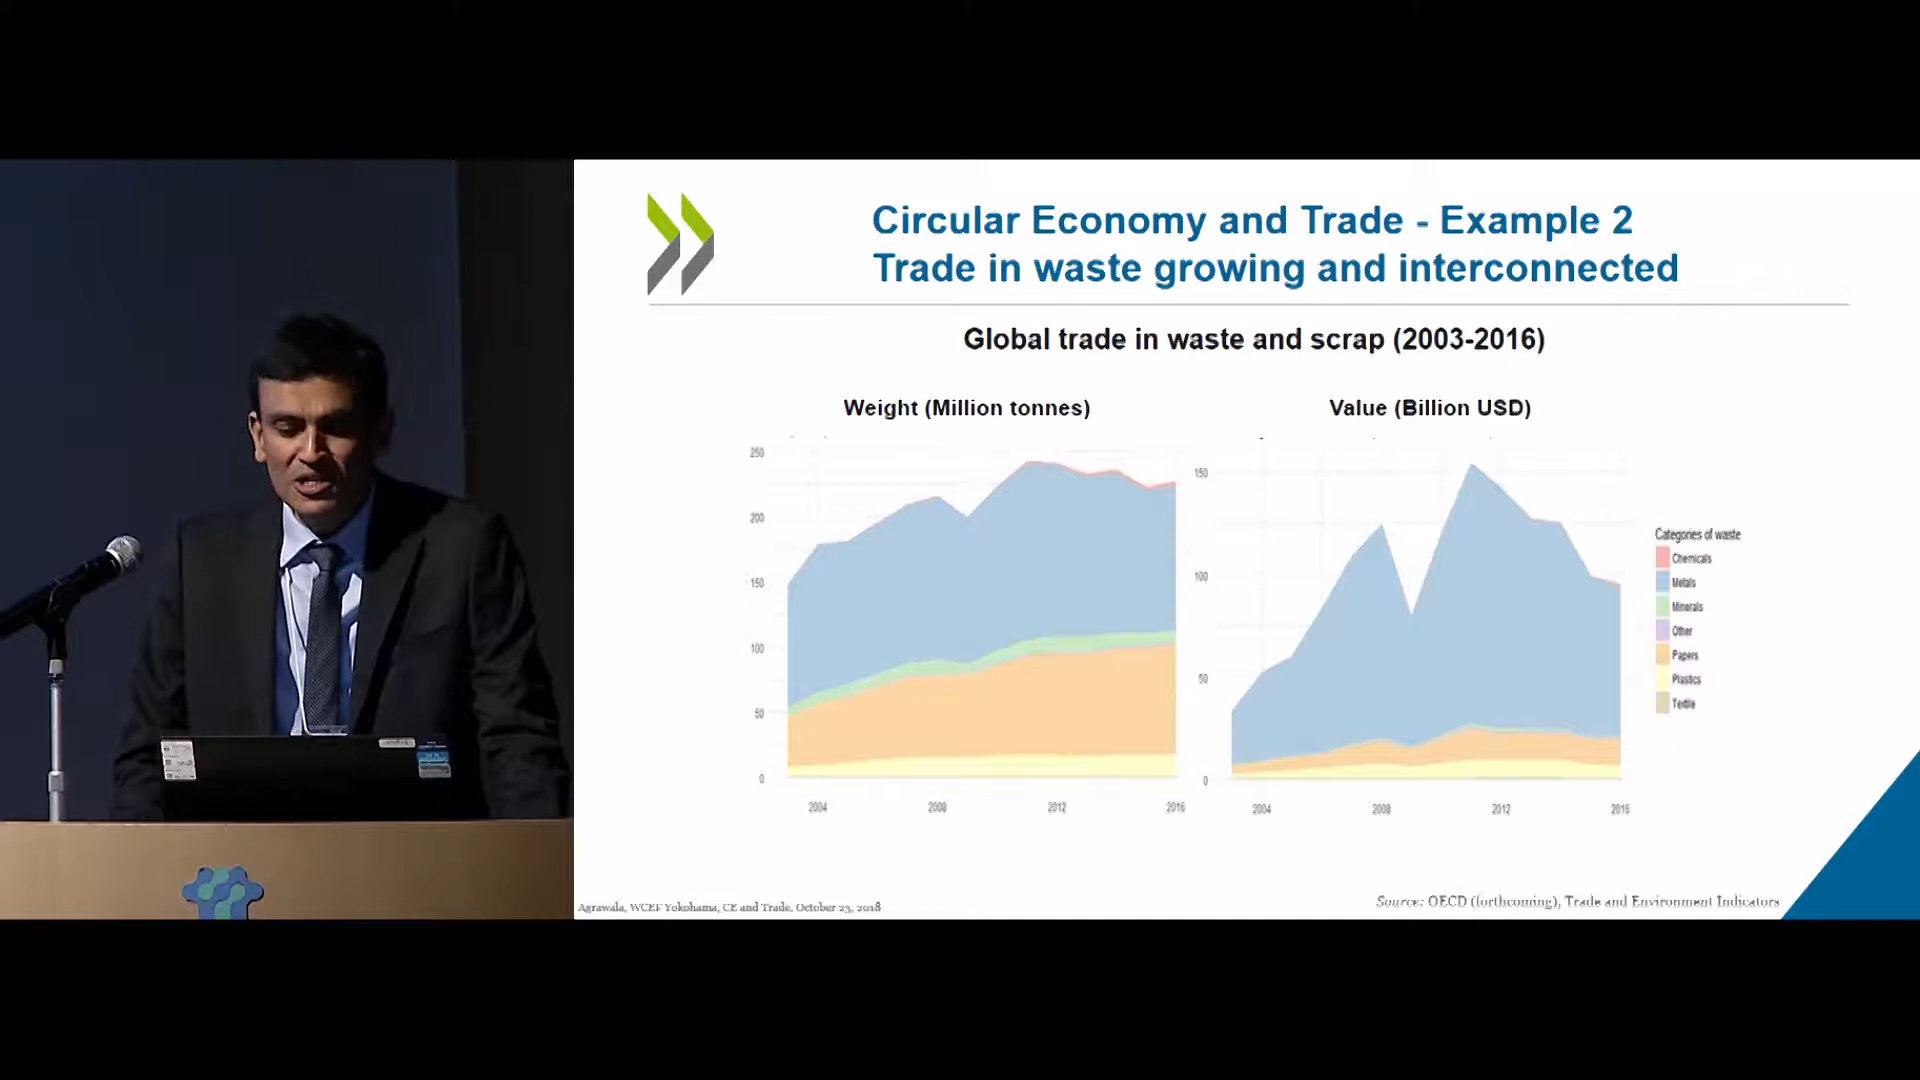 Circular Economy and Trade - Example 2
Trade in waste growing and interconnected
Global trade in waste and scrap (2003-2016)
Weight (Million tonnes)
250
200
150
100
50
0
2004 2008 2012 2016
Value (Billion USD)
150
100
50
0
2004 2008 2012 2016
Categories of waste
Chemicals
Metals
Minerals
Other
Papers
Plastics
Textile
Agrawala, WCEF Yokohama, CE and Trade, October 23, 2018
Source: OECD (forthcoming), Trade and Environment Indicators